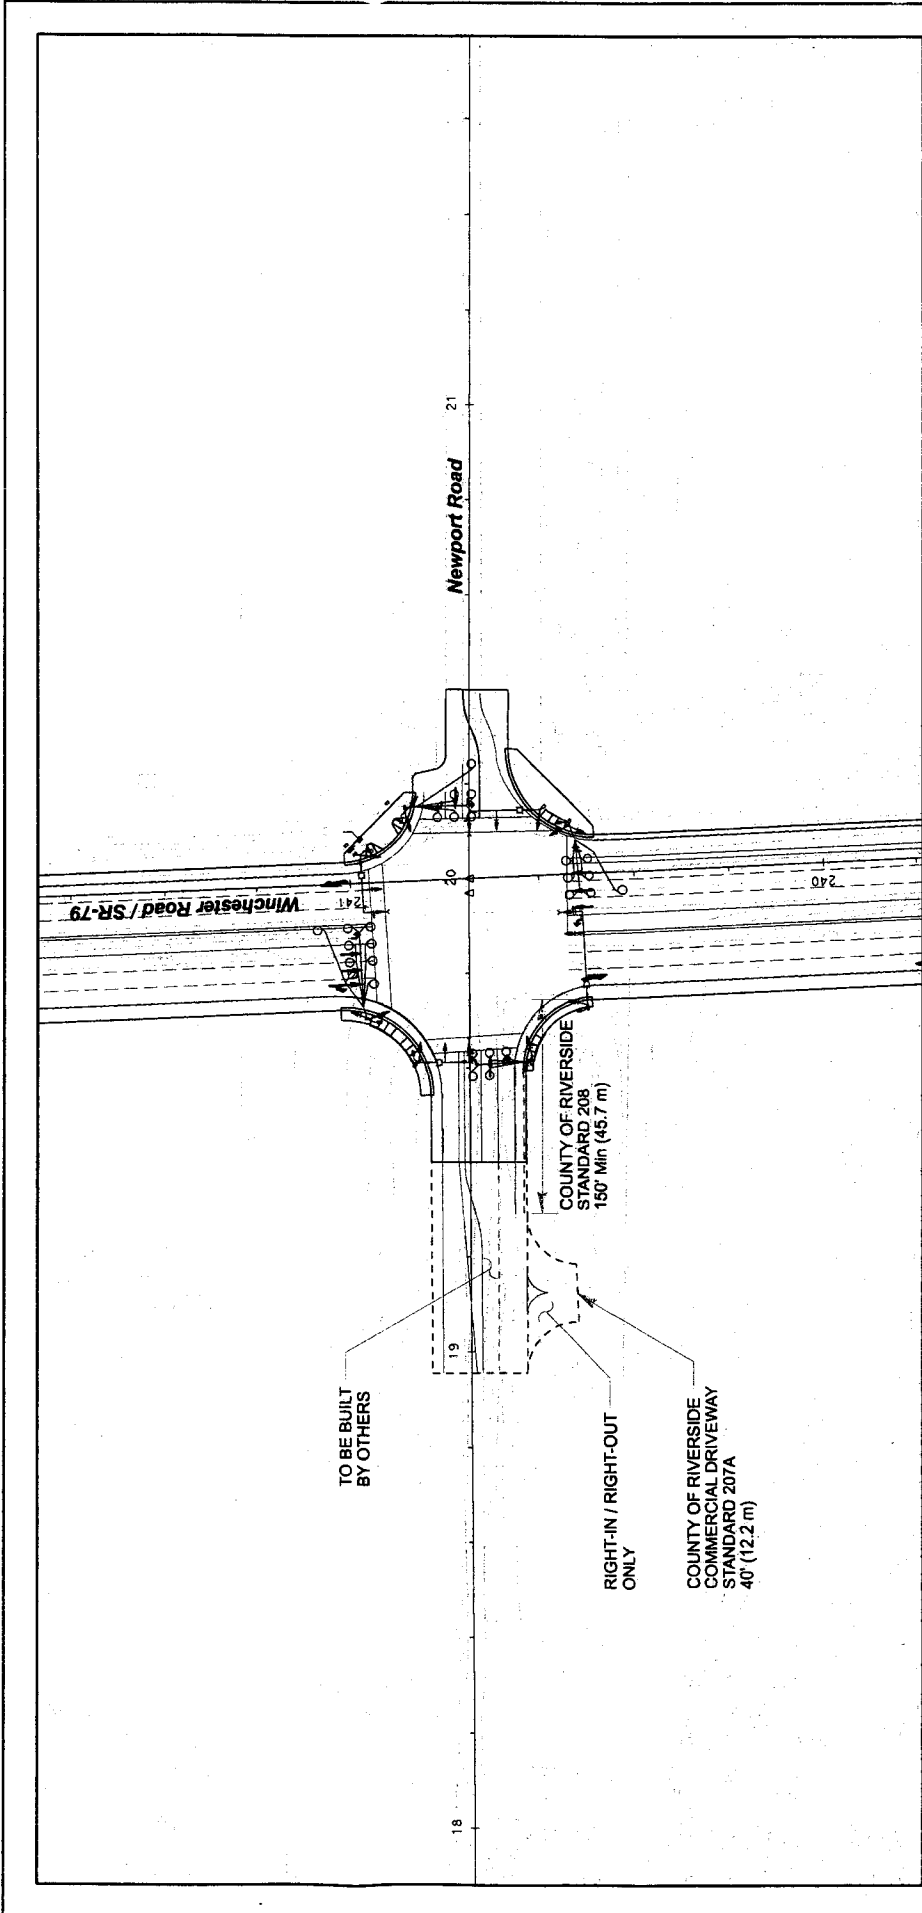 Winchester Road / SR-79
241
240
Newport Road
21
20
19
18
COUNTY OF RIVERSIDE
STANDARD 208
150' Min (45.7 m)
TO BE BUILT
BY OTHERS
RIGHT-IN / RIGHT-OUT
ONLY
COUNTY OF RIVERSIDE
COMMERCIAL DRIVEWAY
STANDARD 207A
40' (12.2 m)